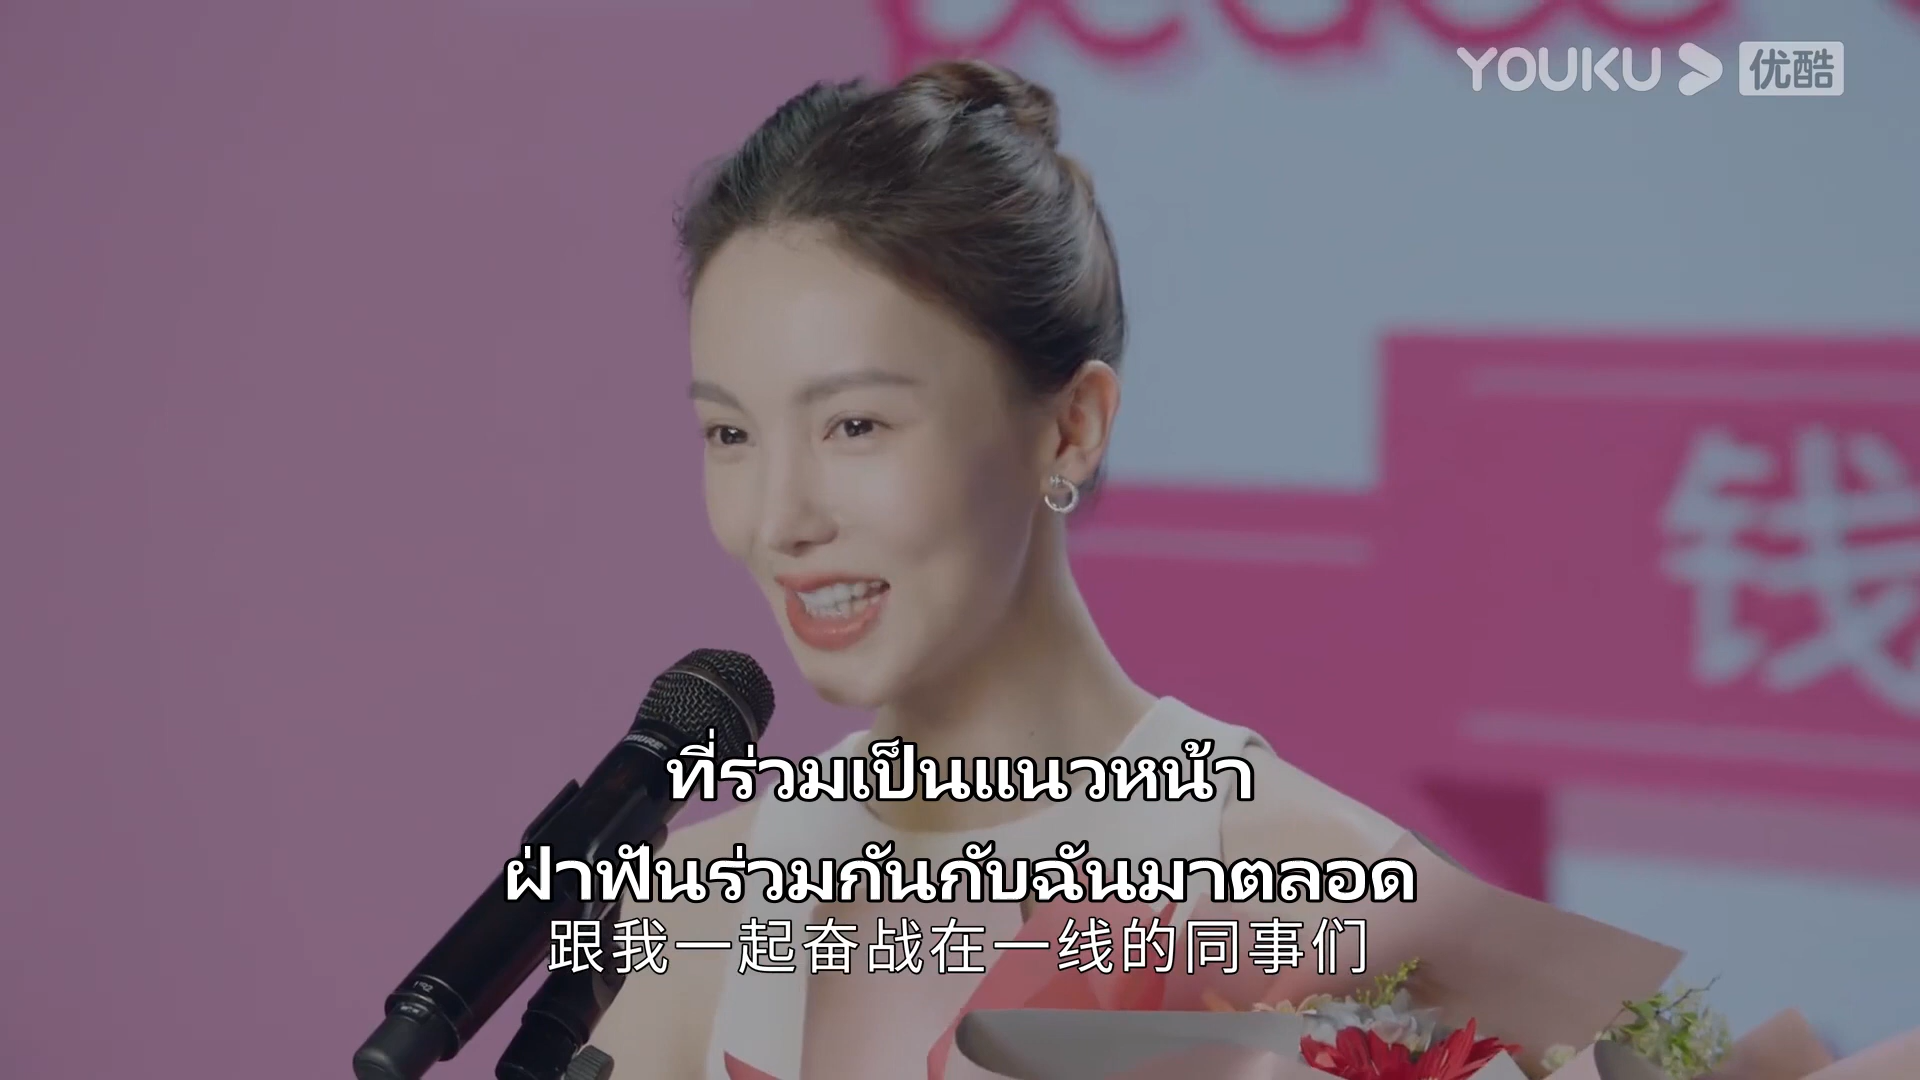 YOUKU 优酷
钱
SHURE
ที่ร่วมเป็นแนวหน้า
ฝ่าฟันร่วมกันกับฉันมาตลอด
跟我一起奋战在一线的同事们